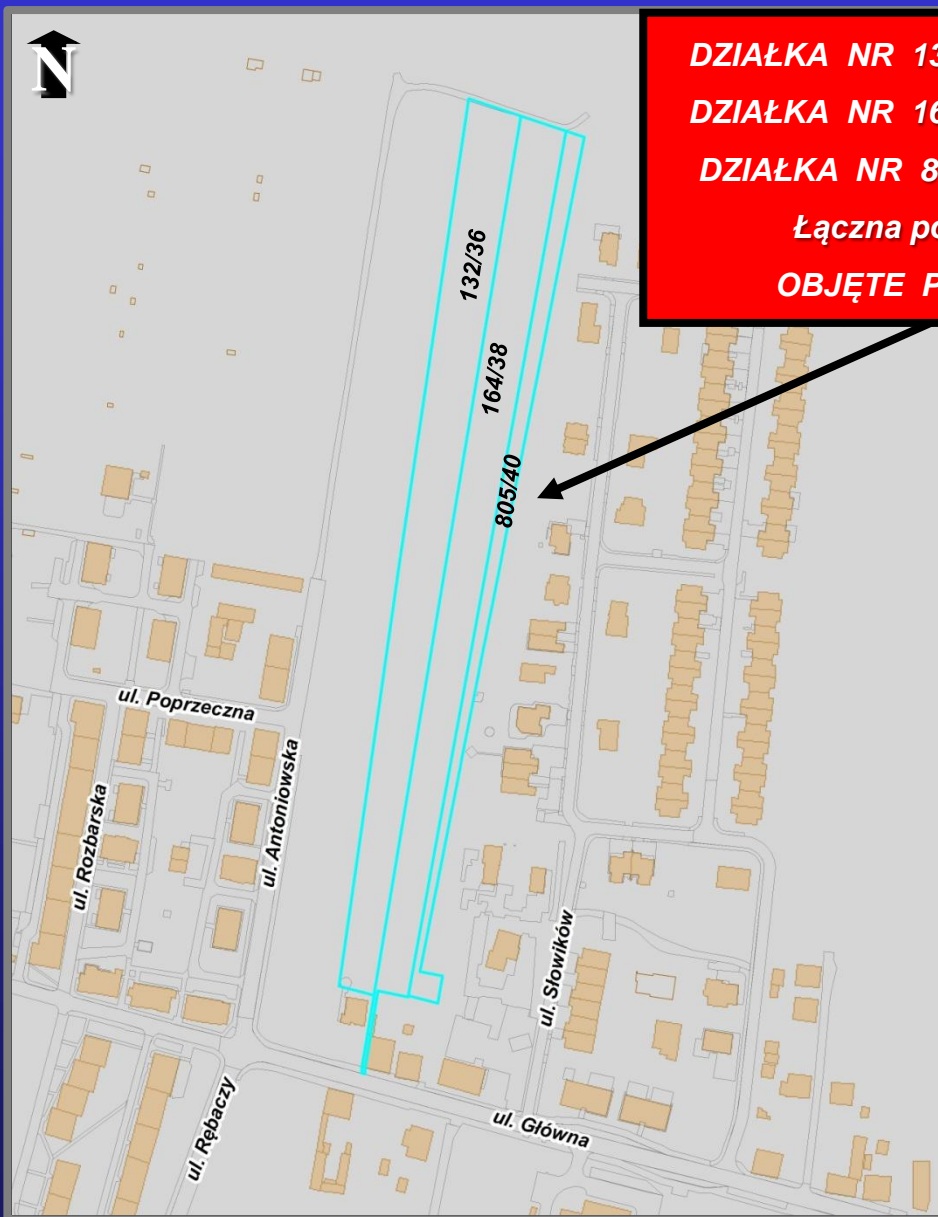 N
DZIAŁKA NR 13
DZIAŁKA NR 16
DZIAŁKA NR 8
Łączna po
OBJĘTE P
132/36
164/38
805/40
ul. Poprzeczna
ul. Rozbarska
ul. Antoniowska
ul. Słowików
ul. Rębaczy
ul. Główna